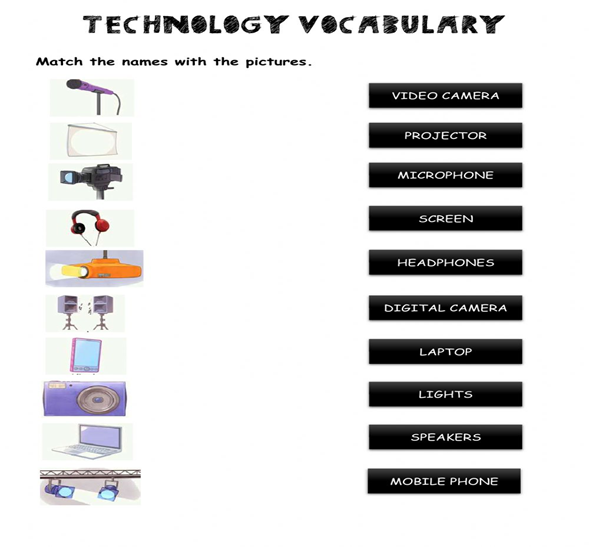 TECHNOLOGY VOCABULARY
Match the names with the pictures.
VIDEO CAMERA
PROJECTOR
MICROPHONE
SCREEN
HEADPHONES
DIGITAL CAMERA
LAPTOP
LIGHTS
SPEAKERS
MOBILE PHONE